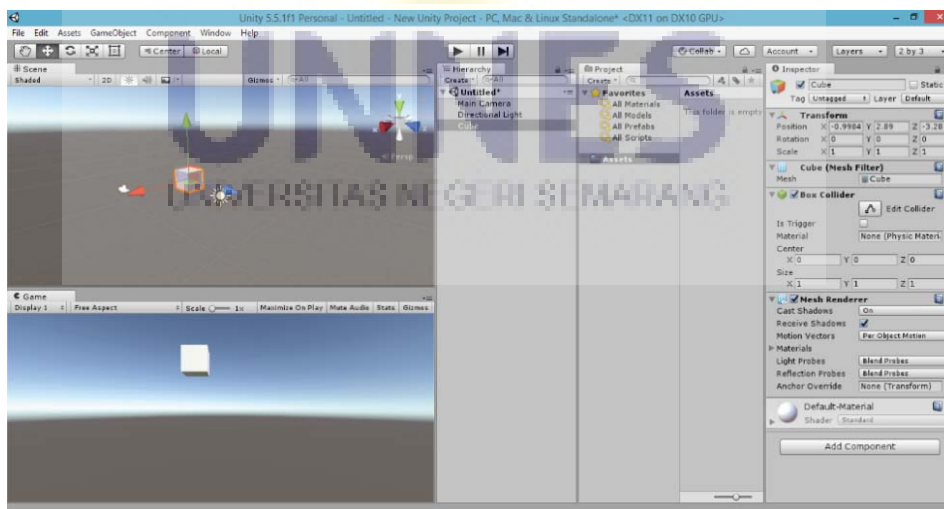 Unity 5.5.1f1 Personal - Untitled - New Unity Project - PC, Mac & Linux Standalone* <DX11 on DX10 GPU>
File Edit Assets GameObject Component Window Help
Center Local Collab Account Layers 2 by 3
Scene
Shaded 2D Gizmos All
Persp
Hierarchy
Create All
Untitled*
Main Camera
Directional Light
Cube
Project
Create
Favorites
All Materials
All Models
All Prefabs
All Scripts
Assets
Assets
This folder is empty
Inspector
Cube Static
Tag Untagged Layer Default
Transform
Position X -0.9984 Y 2.89 Z -3.28
Rotation X 0 Y 0 Z 0
Scale X 1 Y 1 Z 1
Cube (Mesh Filter)
Mesh Cube
Box Collider
Edit Collider
Is Trigger
Material None (Physic Materi
Center
X 0 Y 0 Z 0
Size
X 1 Y 1 Z 1
Mesh Renderer
Cast Shadows On
Receive Shadows
Motion Vectors Per Object Motion
Materials
Light Probes Blend Probes
Reflection Probes Blend Probes
Anchor Override None (Transform)
Default-Material
Shader Standard
Add Component
Game
Display 1 Free Aspect Scale 1x Maximize On Play Mute Audio Stats Gizmos
UNNES
UNIVERSITAS NEGERI SEMARANG